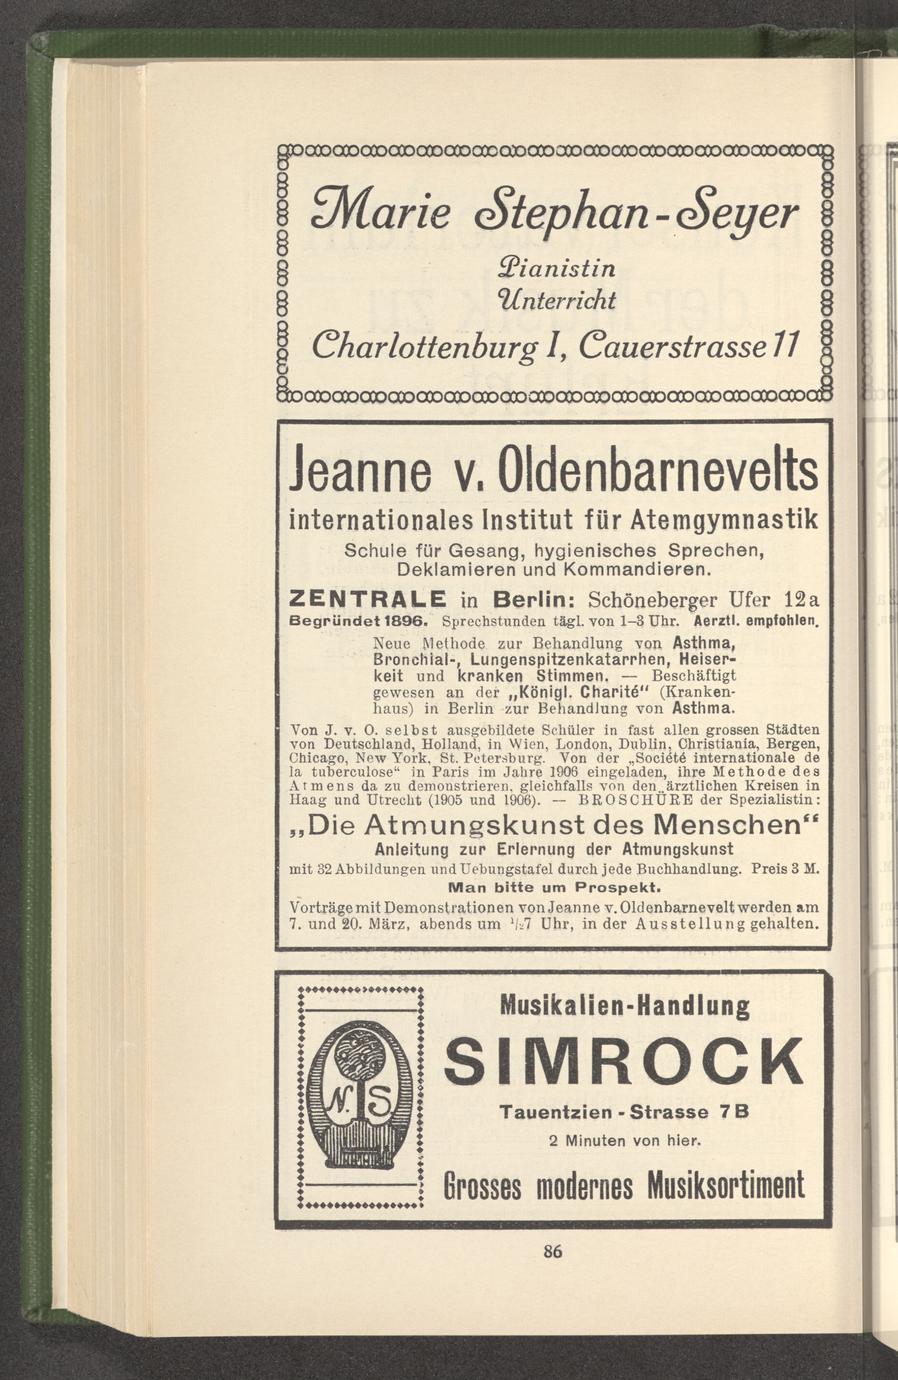 Marie Stephan-Seyer
Pianistin
Unterricht
Charlottenburg I, Cauerstrasse 11
Jeanne v. Oldenbarnevelts
internationales Institut für Atemgymnastik
Schule für Gesang, hygienisches Sprechen,
Deklamieren und Kommandieren.
ZENTRALE in Berlin: Schöneberger Ufer 12a
Begründet 1896. Sprechstunden tägl. von 1–3 Uhr. Aerztl. empfohlen.
Neue Methode zur Behandlung von Asthma,
Bronchial-, Lungenspitzenkatarrhen, Heiser-
keit und kranken Stimmen. — Beschäftigt
gewesen an der „Königl. Charité“ (Kranken-
haus) in Berlin zur Behandlung von Asthma.
Von J. v. O. selbst ausgebildete Schüler in fast allen grossen Städten
von Deutschland, Holland, in Wien, London, Dublin, Christiania, Bergen,
Chicago, New York, St. Petersburg. Von der „Société internationale de
la tuberculose“ in Paris im Jahre 1906 eingeladen, ihre Methode des
Atmens da zu demonstrieren, gleichfalls von den ärztlichen Kreisen in
Haag und Utrecht (1905 und 1906). — BROSCHÜRE der Spezialistin:
„Die Atmungskunst des Menschen“
Anleitung zur Erlernung der Atmungskunst
mit 32 Abbildungen und Uebungstafel durch jede Buchhandlung. Preis 3 M.
Man bitte um Prospekt.
Vorträge mit Demonstrationen von Jeanne v. Oldenbarnevelt werden am
7. und 20. März, abends um ½7 Uhr, in der Ausstellung gehalten.
Musikalien-Handlung
SIMROCK
N. S.
Tauentzien-Strasse 7B
2 Minuten von hier.
Grosses modernes Musiksortiment
86